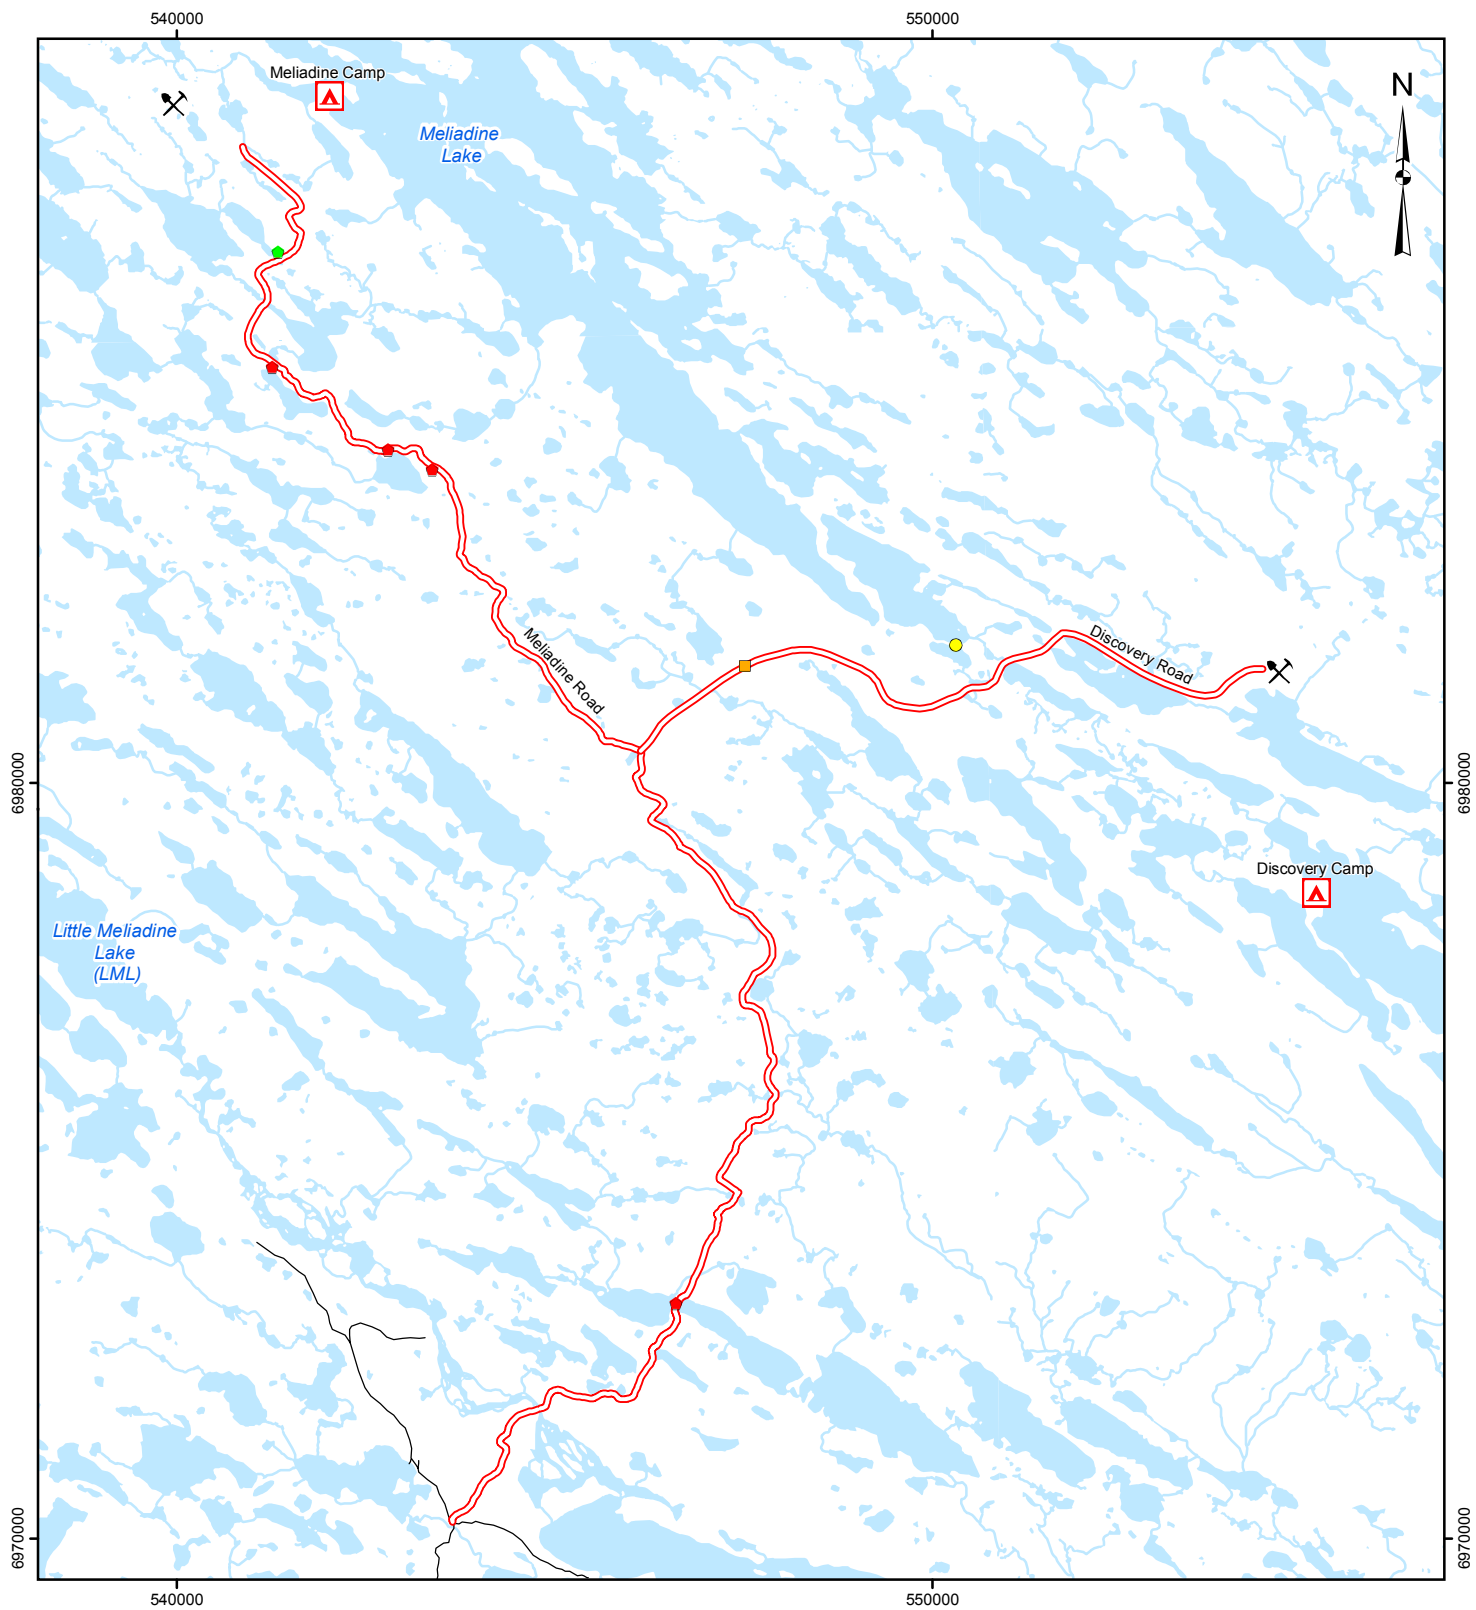 540000
550000
Meliadine Camp
N
Meliadine
Lake
Meliadine Road
Discovery Road
6980000
6980000
Discovery Camp
Little Meliadine
Lake
(LML)
6970000
6970000
540000
550000